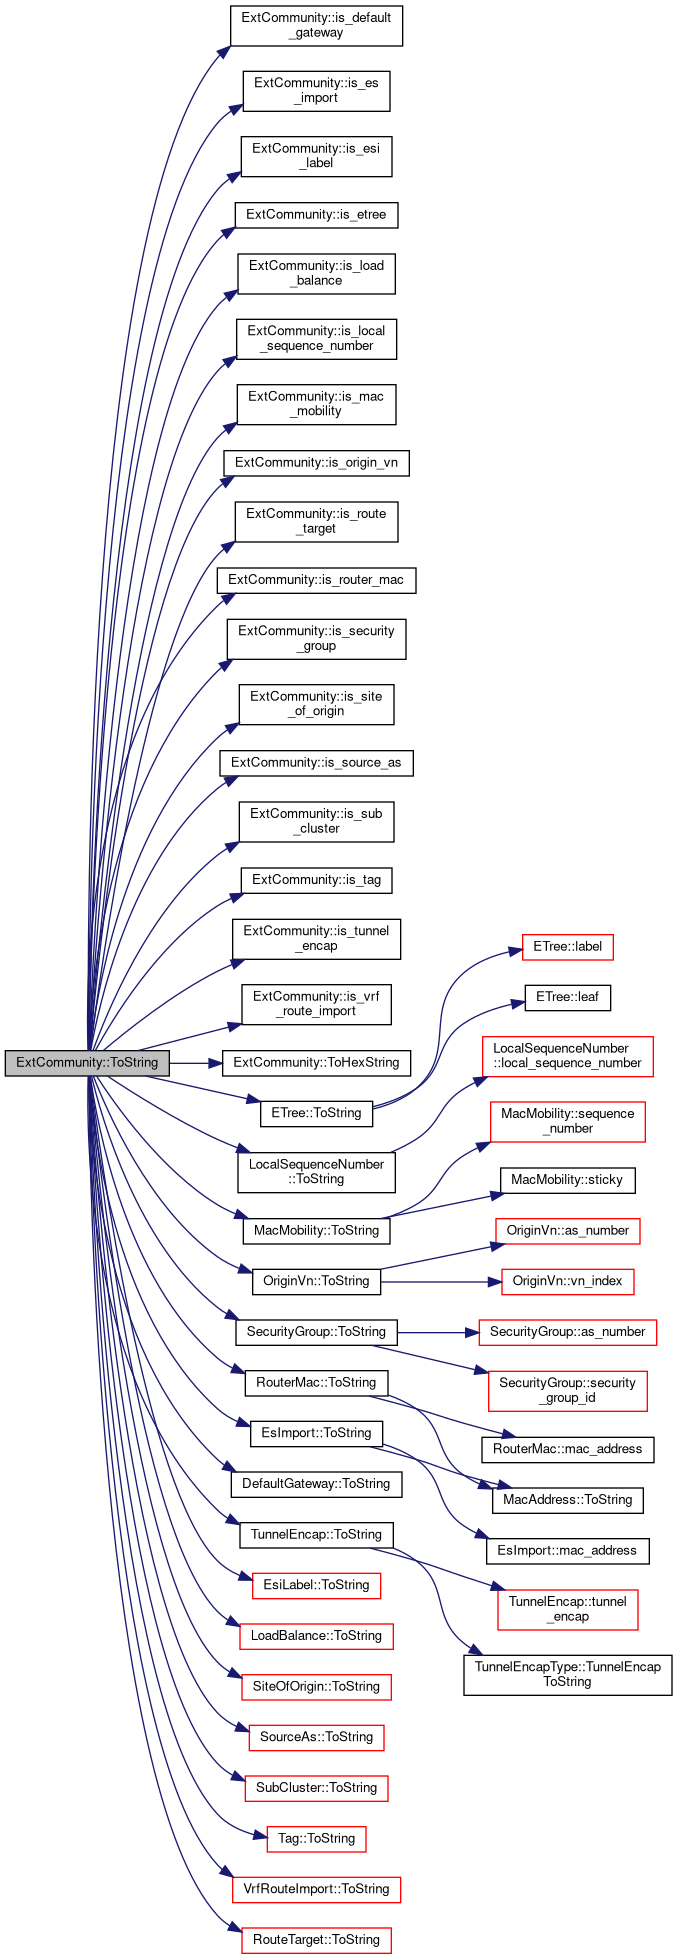 ExtCommunity::is_default
_gateway
ExtCommunity::is_es
_import
ExtCommunity::is_esi
_label
ExtCommunity::is_etree
ExtCommunity::is_load
_balance
ExtCommunity::is_local
_sequence_number
ExtCommunity::is_mac
_mobility
ExtCommunity::is_origin_vn
ExtCommunity::is_route
_target
ExtCommunity::is_router_mac
ExtCommunity::is_security
_group
ExtCommunity::is_site
_of_origin
ExtCommunity::is_source_as
ExtCommunity::is_sub
_cluster
ExtCommunity::is_tag
ExtCommunity::is_tunnel
_encap
ExtCommunity::is_vrf
_route_import
ExtCommunity::ToString
ExtCommunity::ToHexString
ETree::ToString
LocalSequenceNumber
::ToString
MacMobility::ToString
OriginVn::ToString
SecurityGroup::ToString
RouterMac::ToString
EsImport::ToString
DefaultGateway::ToString
TunnelEncap::ToString
EsiLabel::ToString
LoadBalance::ToString
SiteOfOrigin::ToString
SourceAs::ToString
SubCluster::ToString
Tag::ToString
VrfRouteImport::ToString
RouteTarget::ToString
ETree::label
ETree::leaf
LocalSequenceNumber
::local_sequence_number
MacMobility::sequence
_number
MacMobility::sticky
OriginVn::as_number
OriginVn::vn_index
SecurityGroup::as_number
SecurityGroup::security
_group_id
RouterMac::mac_address
MacAddress::ToString
EsImport::mac_address
TunnelEncap::tunnel
_encap
TunnelEncapType::TunnelEncap
ToString